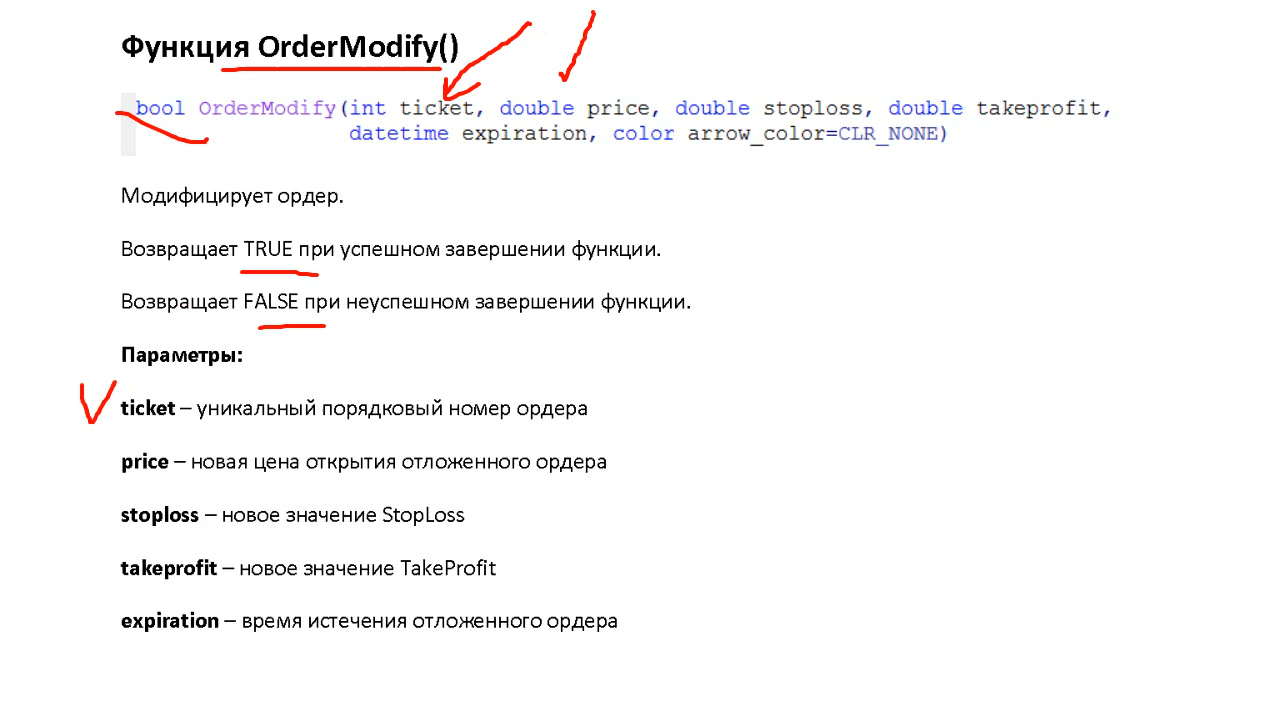 Функция OrderModify()
bool OrderModify(int ticket, double price, double stoploss, double takeprofit,
datetime expiration, color arrow_color=CLR_NONE)
Модифицирует ордер.
Возвращает TRUE при успешном завершении функции.
Возвращает FALSE при неуспешном завершении функции.
Параметры:
ticket – уникальный порядковый номер ордера
price – новая цена открытия отложенного ордера
stoploss – новое значение StopLoss
takeprofit – новое значение TakeProfit
expiration – время истечения отложенного ордера